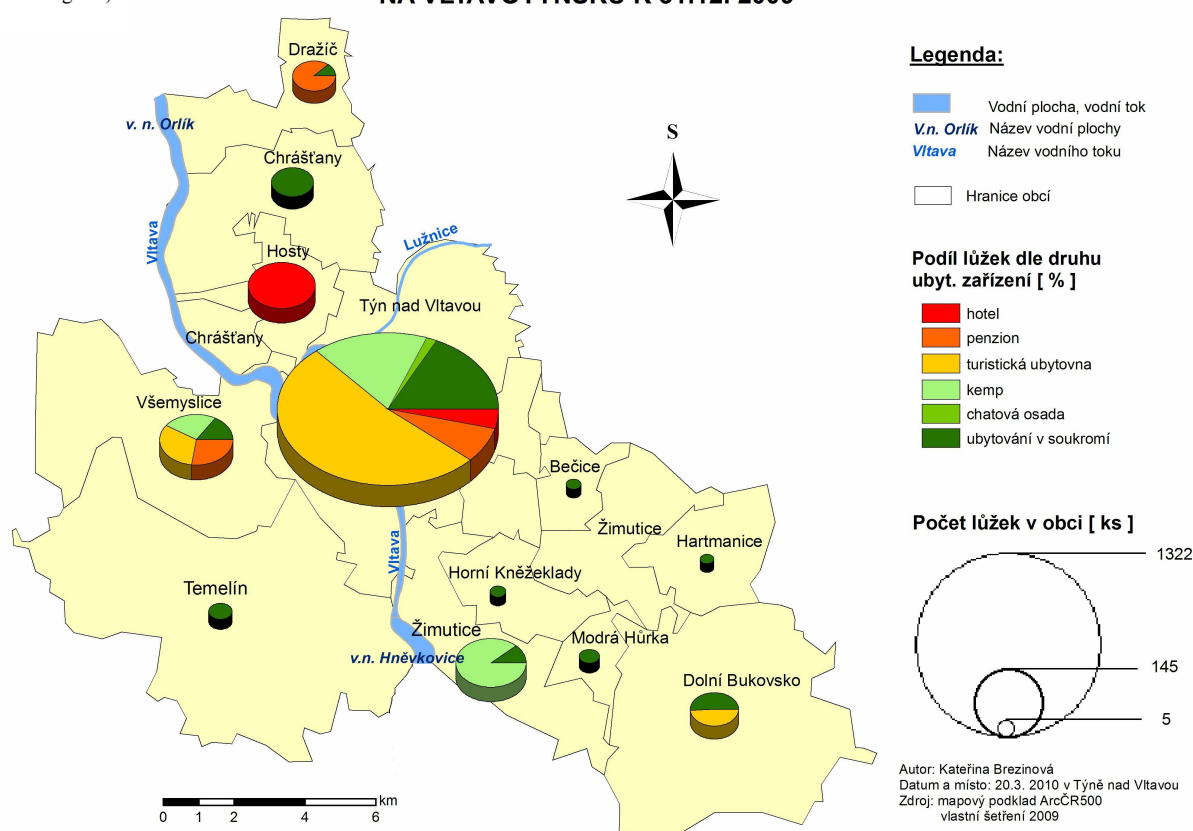 Dražíč
v. n. Orlík
Chrášťany
Vltava
Hosty
Lužnice
Týn nad Vltavou
Chrášťany
Všemyslice
Bečice
Žimutice
Hartmanice
Vltava
Horní Kněžeklady
Temelín
Žimutice
Modrá Hůrka
v.n. Hněvkovice
Dolní Bukovsko
km
0 1 2 4 6
S
Legenda:
Vodní plocha, vodní tok
V.n. Orlík Název vodní plochy
Vltava Název vodního toku
Hranice obcí
Podíl lůžek dle druhu
ubyt. zařízení [ % ]
hotel
penzion
turistická ubytovna
kemp
chatová osada
ubytování v soukromí
Počet lůžek v obci [ ks ]
1322
145
5
Autor: Kateřina Brezinová
Datum a místo: 20.3. 2010 v Týně nad Vltavou
Zdroj: mapový podklad ArcČR500
vlastní šetření 2009